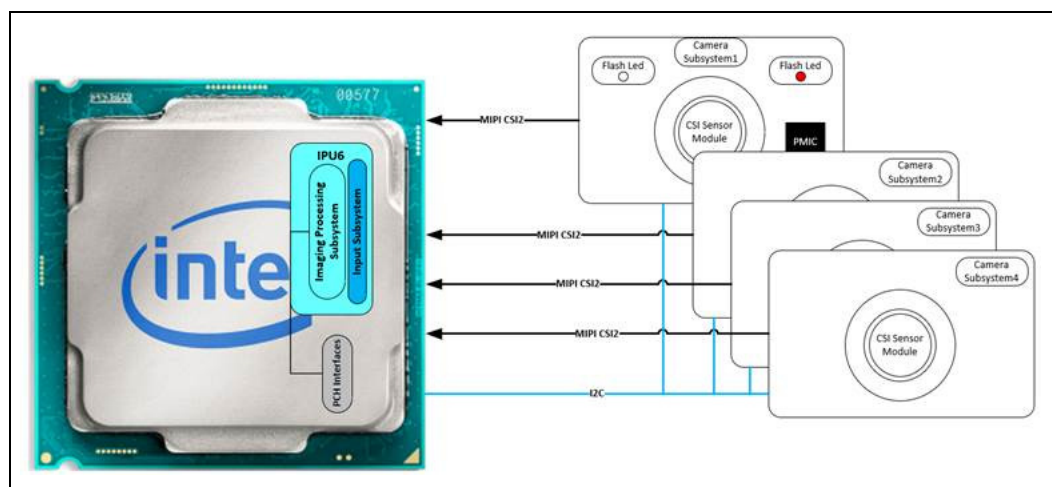 00577
IPU6
Imaging Processing
Subsystem
Input Subsystem
intel
PCH Interfaces
MIPI CSI2
MIPI CSI2
MIPI CSI2
MIPI CSI2
I2C
Camera
Subsystem1
Flash Led
Flash Led
CSI Sensor
Module
PMIC
Camera
Subsystem2
Camera
Subsystem3
Camera
Subsystem4
CSI Sensor
Module